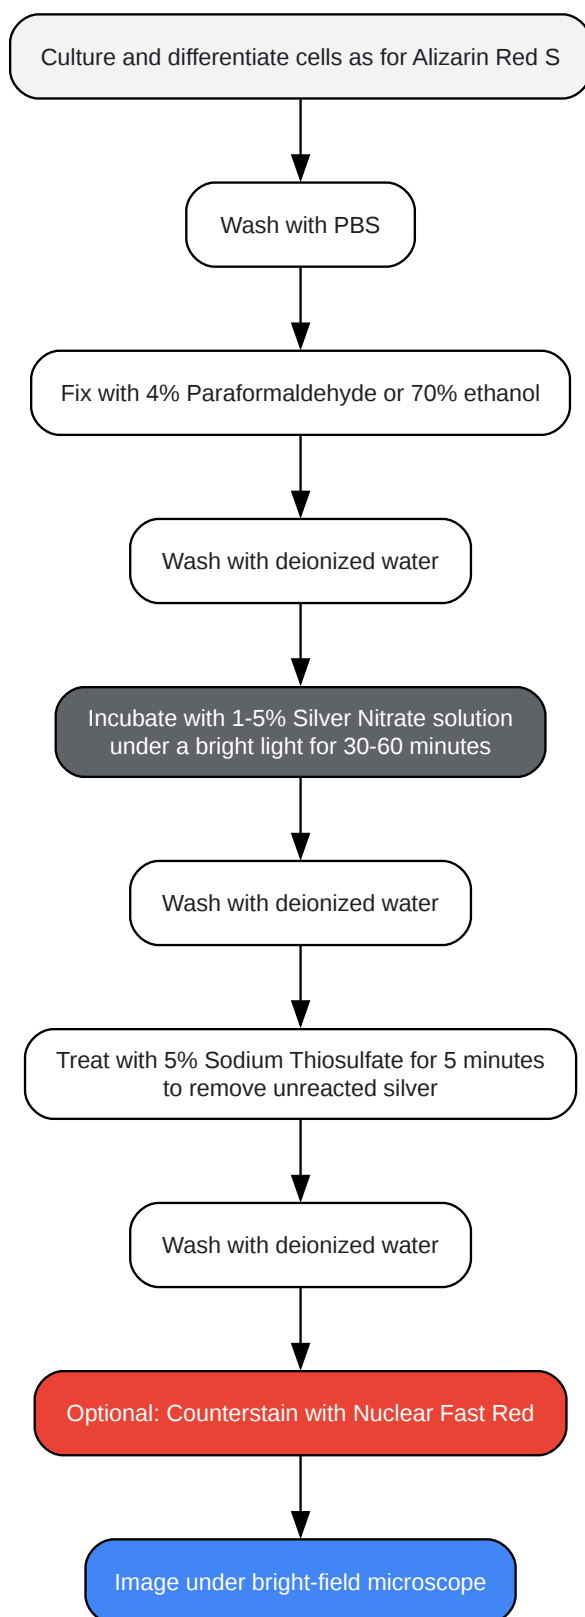 Culture and differentiate cells as for Alizarin Red S
Wash with PBS
Fix with 4% Paraformaldehyde or 70% ethanol
Wash with deionized water
Incubate with 1-5% Silver Nitrate solution
under a bright light for 30-60 minutes
Wash with deionized water
Treat with 5% Sodium Thiosulfate for 5 minutes
to remove unreacted silver
Wash with deionized water
Optional: Counterstain with Nuclear Fast Red
Image under bright-field microscope